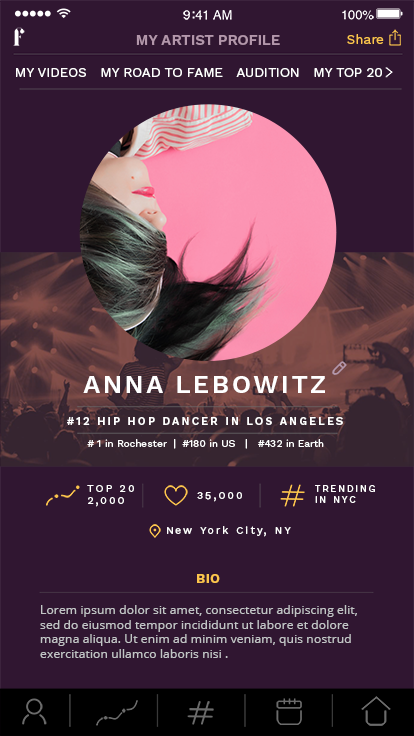 9:41 AM 100%
MY ARTIST PROFILE Share
MY VIDEOS MY ROAD TO FAME AUDITION MY TOP 20
ANNA LEBOWITZ
#12 HIP HOP DANCER IN LOS ANGELES
#1 in Rochester | #180 in US | #432 in Earth
TOP 20
2,000
35,000
TRENDING
IN NYC
New York City, NY
BIO
Lorem ipsum dolor sit amet, consectetur adipiscing elit,
sed do eiusmod tempor incididunt ut labore et dolore
magna aliqua. Ut enim ad minim veniam, quis nostrud
exercitation ullamco laboris nisi .